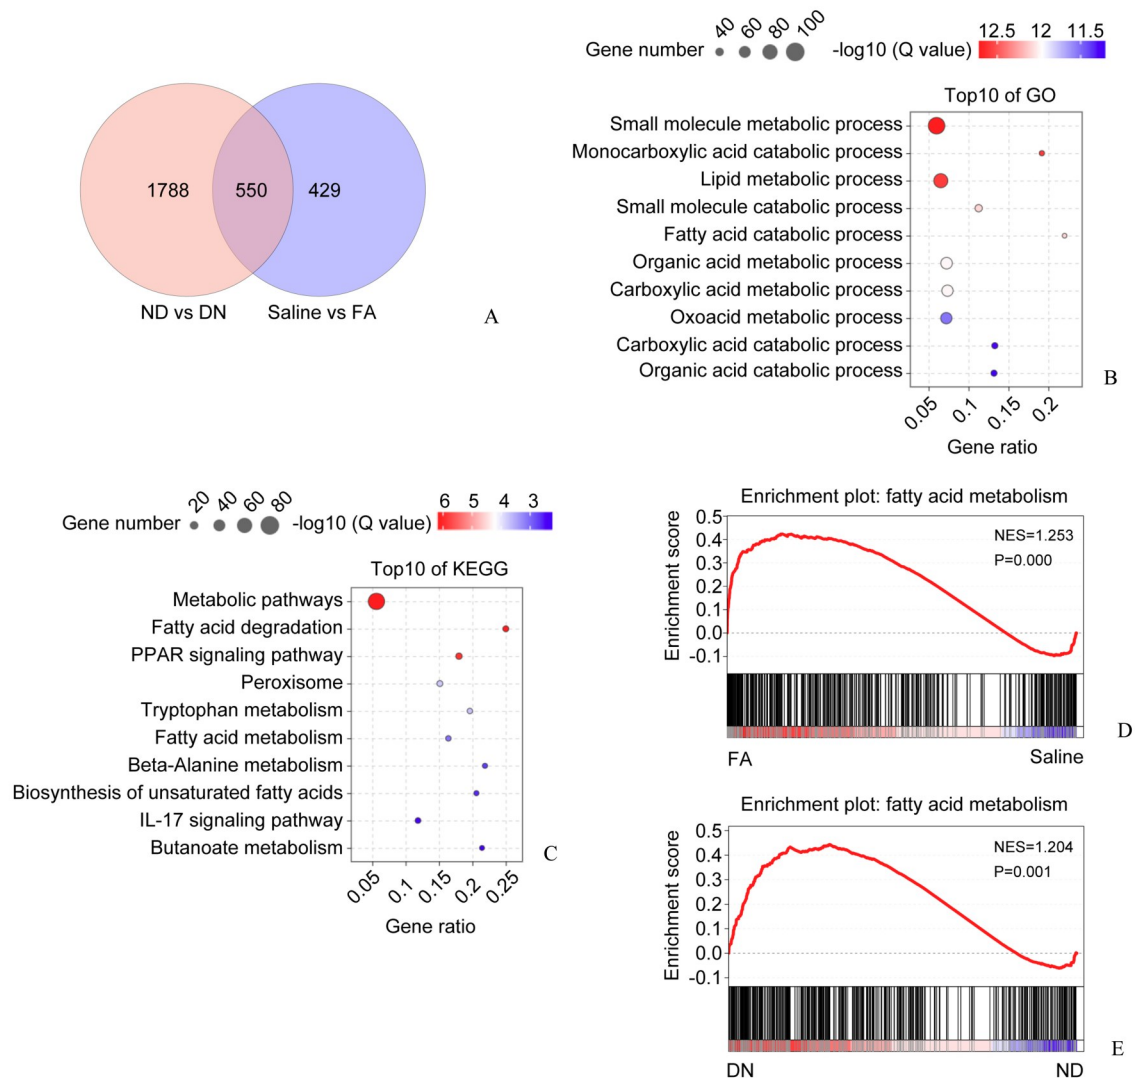 1788
550
429
ND vs DN
Saline vs FA
A
Gene number
40
60
80
100
-log10 (Q value)
12.5
12
11.5
Top10 of GO
Small molecule metabolic process
Monocarboxylic acid catabolic process
Lipid metabolic process
Small molecule catabolic process
Fatty acid catabolic process
Organic acid metabolic process
Carboxylic acid metabolic process
Oxoacid metabolic process
Carboxylic acid catabolic process
Organic acid catabolic process
0.05
0.1
0.15
0.2
Gene ratio
B
Gene number
20
40
60
80
-log10 (Q value)
6
5
4
3
Top10 of KEGG
Metabolic pathways
Fatty acid degradation
PPAR signaling pathway
Peroxisome
Tryptophan metabolism
Fatty acid metabolism
Beta-Alanine metabolism
Biosynthesis of unsaturated fatty acids
IL-17 signaling pathway
Butanoate metabolism
0.05
0.1
0.15
0.2
0.25
Gene ratio
C
Enrichment plot: fatty acid metabolism
Enrichment score
0.5
0.4
0.3
0.2
0.1
0.0
-0.1
NES=1.253
P=0.000
FA
Saline
D
Enrichment plot: fatty acid metabolism
Enrichment score
0.5
0.4
0.3
0.2
0.1
0.0
-0.1
NES=1.204
P=0.001
DN
ND
E